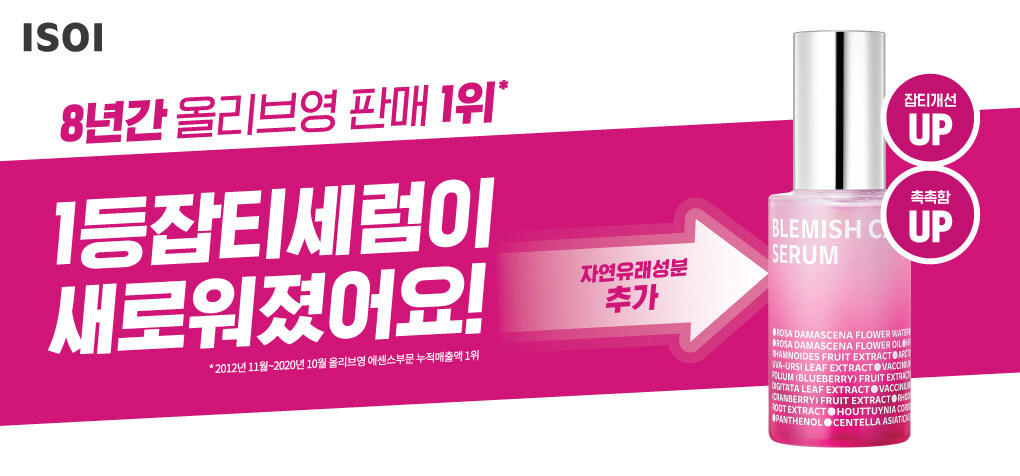 ISOI
8년간 올리브영 판매 1위*
1등잡티세럼이
새로워졌어요!
* 2012년 11월~2020년 10월 올리브영 에센스부문 누적매출액 1위
자연유래성분
추가
잡티개선
UP
촉촉함
UP
BLEMISH
SERUM
●ROSA DAMASCENA FLOWER
●ROSA DAMASCENA FLOWER OIL●
RHAMNOIDES FRUIT EXTRACT●
UVA-URSI LEAF EXTRACT●VACCINIUM
FOLIUM (BLUEBERRY) FRUIT EXTRACT
DIGITATA LEAF EXTRACT●
(CRANBERRY) FRUIT EXTRACT●
ROOT EXTRACT●HOUTTUYNIA
●PANTHENOL●CENTELLA